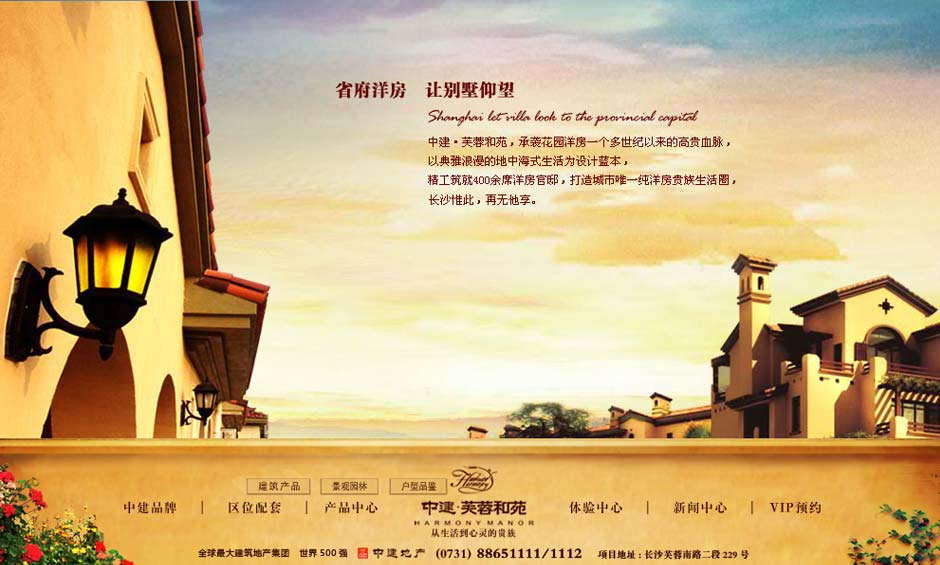 省府洋房 让别墅仰望
Shanghai let villa look to the provincial capital
中建·芙蓉和苑，承袭花园洋房一个多世纪以来的高贵血脉，
以典雅浪漫的地中海式生活为设计蓝本，
精工筑就400余席洋房官邸，打造城市唯一纯洋房贵族生活圈，
长沙惟此，再无他享。
建筑产品 景观园林 户型品鉴
中建品牌 | 区位配套 | 产品中心
中建·芙蓉和苑
HARMONYMANOR
从生活到心灵的贵族
体验中心 | 新闻中心 | VIP预约
全球最大建筑地产集团 世界500强 中建地产 (0731) 88651111/1112 项目地址：长沙芙蓉南路二段229号